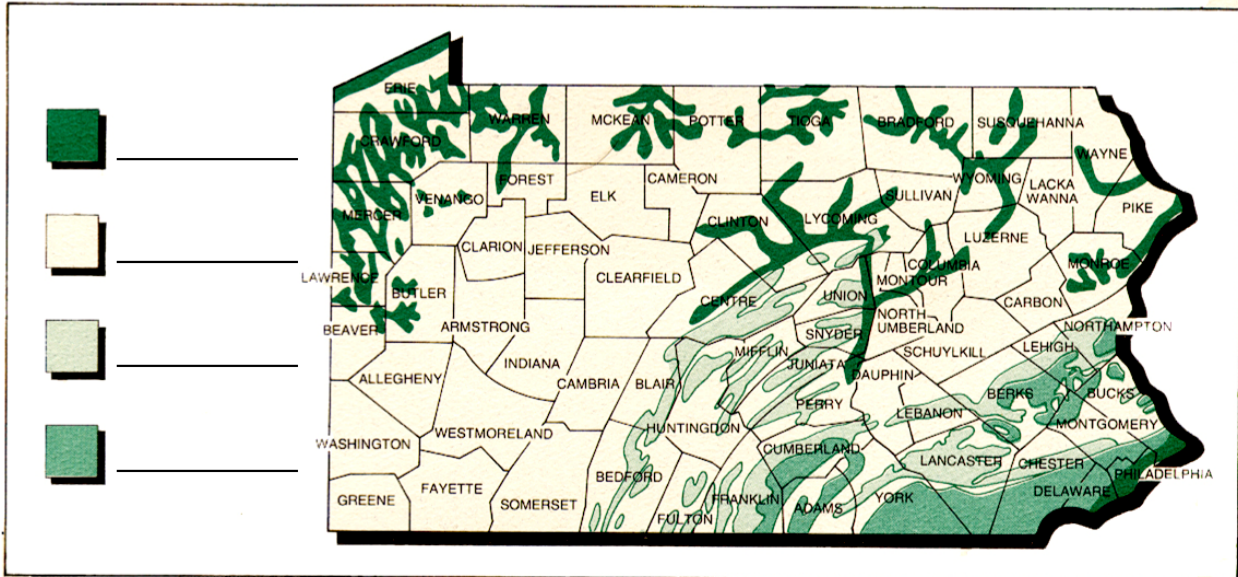 ERIE
CRAWFORD
WARREN
MCKEAN
POTTER
TIOGA
BRADFORD
SUSQUEHANNA
WAYNE
FOREST
CAMERON
WYOMING
LACKA
WANNA
PIKE
MERCER
VENANGO
ELK
CLINTON
LYCOMING
SULLIVAN
CLARION
JEFFERSON
LUZERNE
LAWRENCE
BUTLER
CLEARFIELD
CENTRE
UNION
MONTOUR
COLUMBIA
MONROE
CARBON
BEAVER
ARMSTRONG
SNYDER
NORTH
UMBERLAND
NORTHAMPTON
INDIANA
MIFFLIN
JUNIATA
SCHUYLKILL
LEHIGH
ALLEGHENY
CAMBRIA
BLAIR
DAUPHIN
BERKS
BUCKS
PERRY
LEBANON
WASHINGTON
WESTMORELAND
HUNTINGDON
CUMBERLAND
MONTGOMERY
LANCASTER
CHESTER
PHILADELPHIA
GREENE
FAYETTE
SOMERSET
BEDFORD
FULTON
FRANKLIN
ADAMS
YORK
DELAWARE